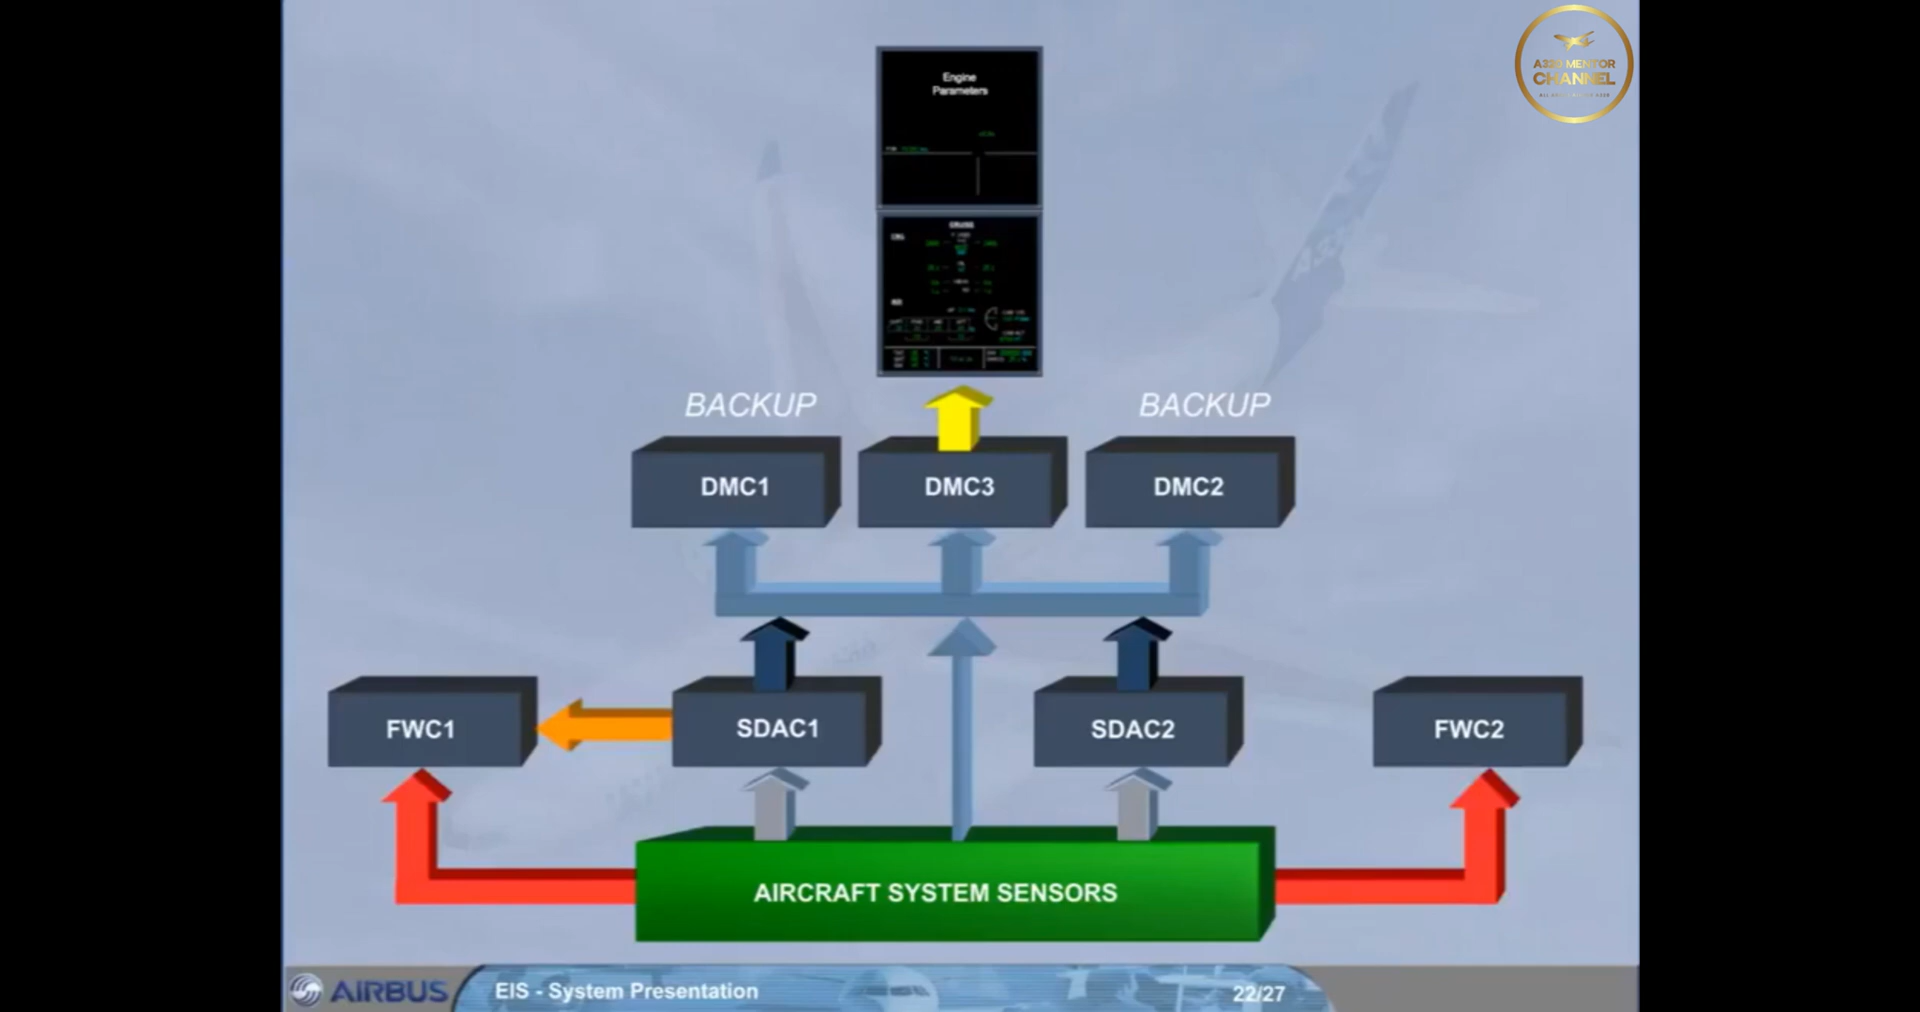 A320 MENTOR
CHANNEL
Engine
Parameters
CRUISE
BACKUP
BACKUP
DMC1
DMC3
DMC2
FWC1
SDAC1
SDAC2
FWC2
AIRCRAFT SYSTEM SENSORS
AIRBUS
EIS - System Presentation
22/27